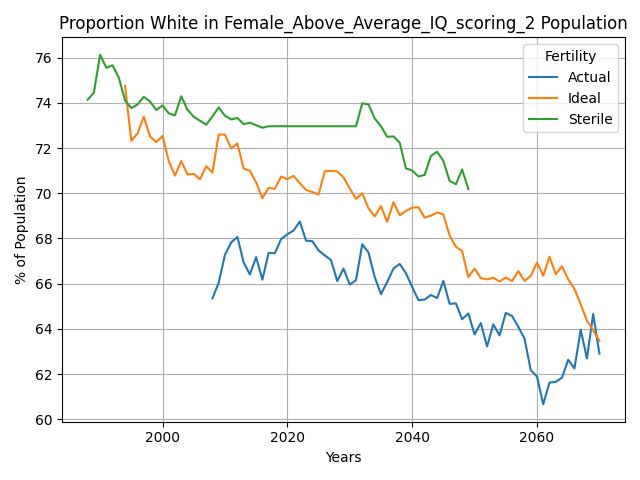 Proportion White in Female_Above_Average_IQ_scoring_2 Population
Fertility
Actual
Ideal
Sterile
% of Population
76
74
72
70
68
66
64
62
60
2000
2020
2040
2060
Years